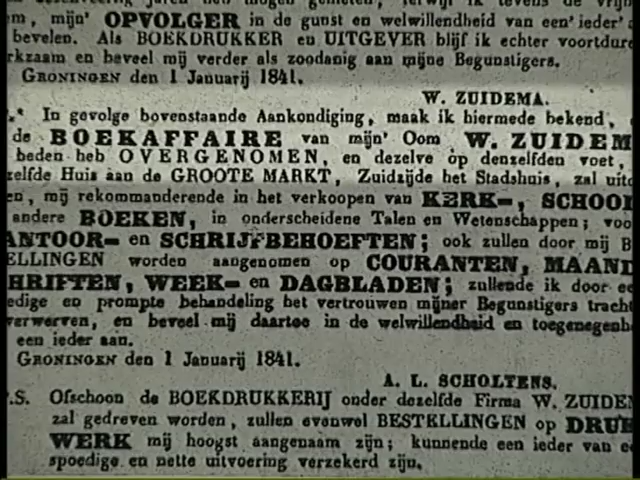 m, mijn' OPVOLGER in de gunst en welwillendheid van een' ieder
bevelen. Als BOEKDRUKKER en UITGEVER blijf ik echter voortdure
rkzaam en beveel mij verder als zoodanig aan mijne Begunstigers.
GRONINGEN den 1 Januarij 1841.
W. ZUIDEMA.
In gevolge bovenstaande Aankondiging, maak ik hiermede bekend,
de BOEKAFFAIRE van mijn' Oom W. ZUIDEM
heden heb OVERGENOMEN, en dezelve op denzelfden voet,
zelfde Huis aan de GROOTE MARKT, Zuidzijde het Stadshuis, zal uito
en, mij rekommanderende in het verkoopen van KERK-, SCHOOL
andere BOEKEN, in onderscheidene Talen en Wetenschappen; voo
ANTOOR- en SCHRIJFBEHOEFTEN; ook zullen door mij B
ELLINGEN worden aangenomen op COURANTEN, MAAND
HRIFTEN, WEEK- en DAGBLADEN; zullende ik door ee
edige en prompte behandeling het vertrouwen mijner Begunstigers tracht
verwerven, en beveel mij daartoe in de welwillendheid en toegenegenh
een ieder aan.
GRONINGEN den 1 Januarij 1841.
A. L. SCHOLTENS.
P.S. Ofschoon de BOEKDRUKKERIJ onder dezelfde Firma W. ZUIDEM
zal gedreven worden, zullen evenwel BESTELLINGEN op DRUK
WERK mij hoogst aangenaam zijn; kunnende een ieder van e
spoedige en nette uitvoering verzekerd zijn.